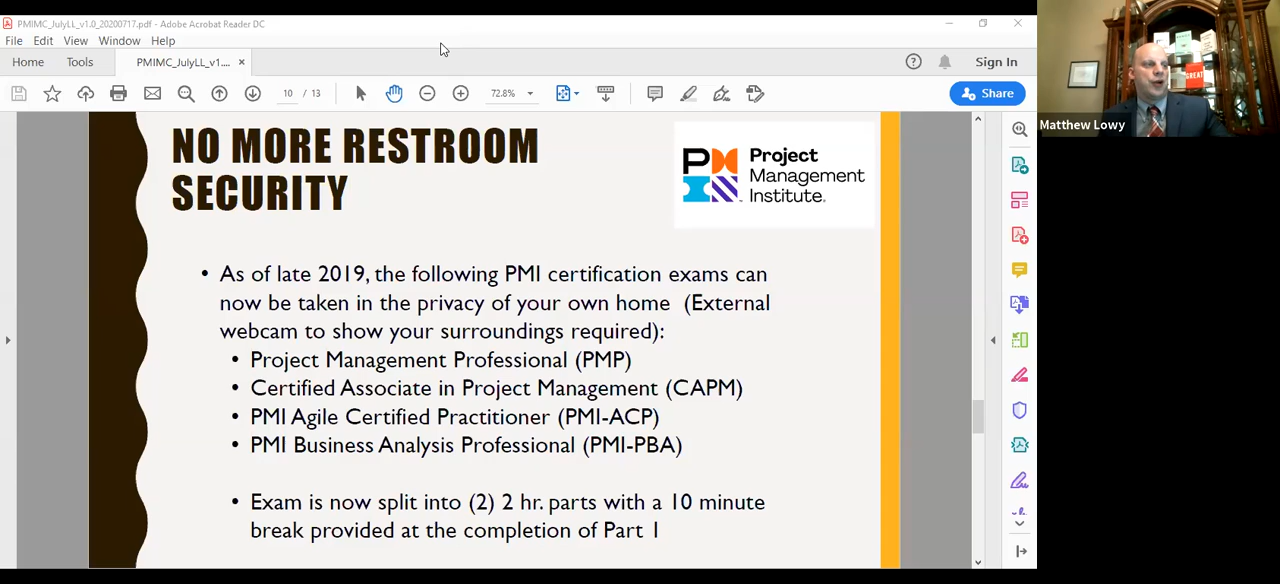 PMIMC_JulyLL_v1.0_20200717.pdf - Adobe Acrobat Reader DC
File Edit View Window Help
Home Tools PMIMC_JulyLL_v1.... × Sign In
10 / 13 72.8% Share
Matthew Lowy
GREAT
NO MORE RESTROOM
SECURITY
Project
Management
Institute.
• As of late 2019, the following PMI certification exams can
now be taken in the privacy of your own home (External
webcam to show your surroundings required):
• Project Management Professional (PMP)
• Certified Associate in Project Management (CAPM)
• PMI Agile Certified Practitioner (PMI-ACP)
• PMI Business Analysis Professional (PMI-PBA)
• Exam is now split into (2) 2 hr. parts with a 10 minute
break provided at the completion of Part 1